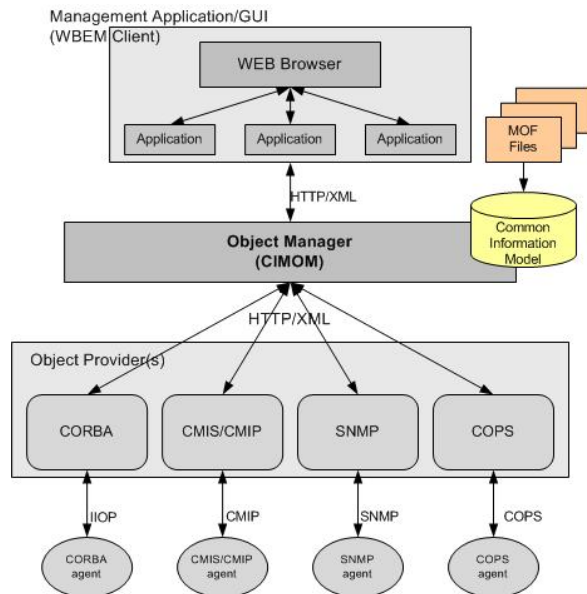 Management Application/GUI
(WBEM Client)
WEB Browser
Application
Application
Application
MOF
Files
HTTP/XML
Common
Information
Model
Object Manager
(CIMOM)
HTTP/XML
Object Provider(s)
CORBA
CMIS/CMIP
SNMP
COPS
IIOP
CMIP
SNMP
COPS
CORBA
agent
CMIS/CMIP
agent
SNMP
agent
COPS
agent